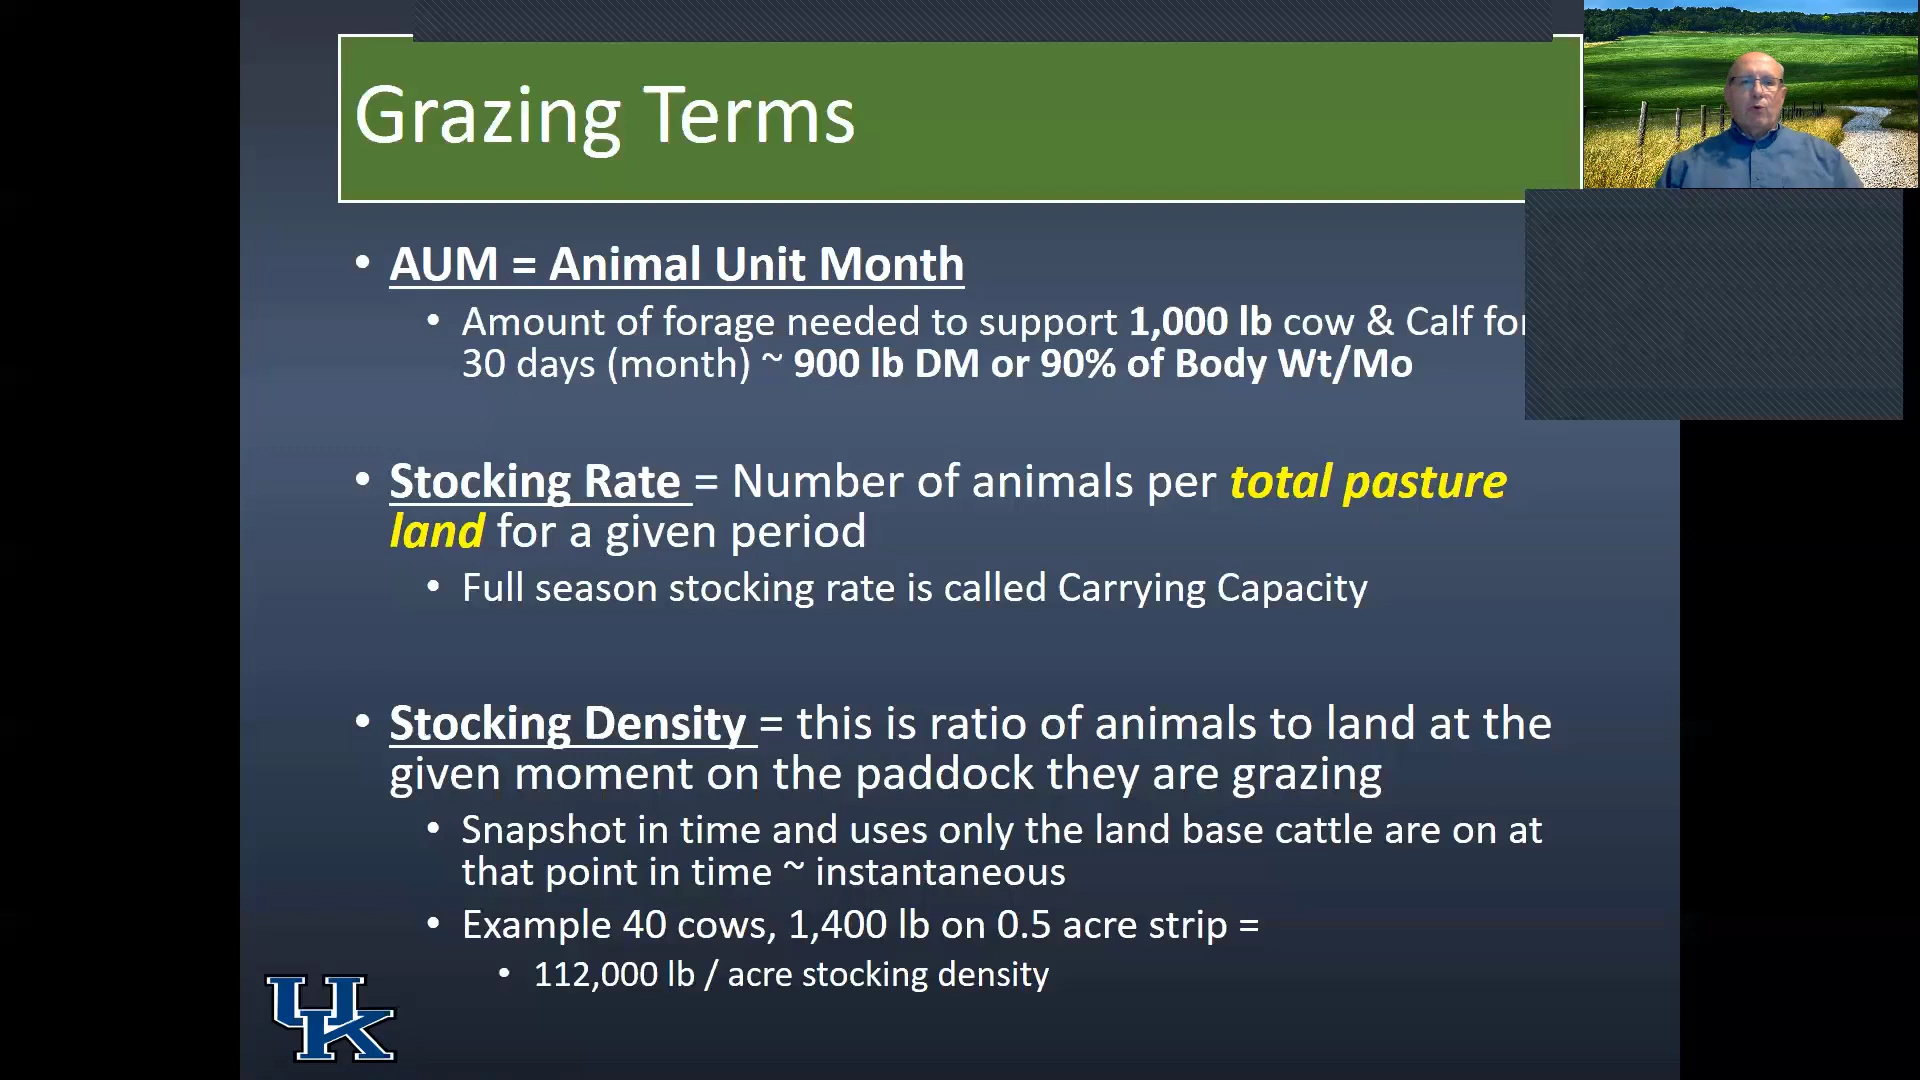 Grazing Terms
• AUM = Animal Unit Month
• Amount of forage needed to support 1,000 lb cow & Calf for
30 days (month) ~ 900 lb DM or 90% of Body Wt/Mo
• Stocking Rate = Number of animals per total pasture
land for a given period
• Full season stocking rate is called Carrying Capacity
• Stocking Density = this is ratio of animals to land at the
given moment on the paddock they are grazing
• Snapshot in time and uses only the land base cattle are on at
that point in time ~ instantaneous
• Example 40 cows, 1,400 lb on 0.5 acre strip =
• 112,000 lb / acre stocking density
UK